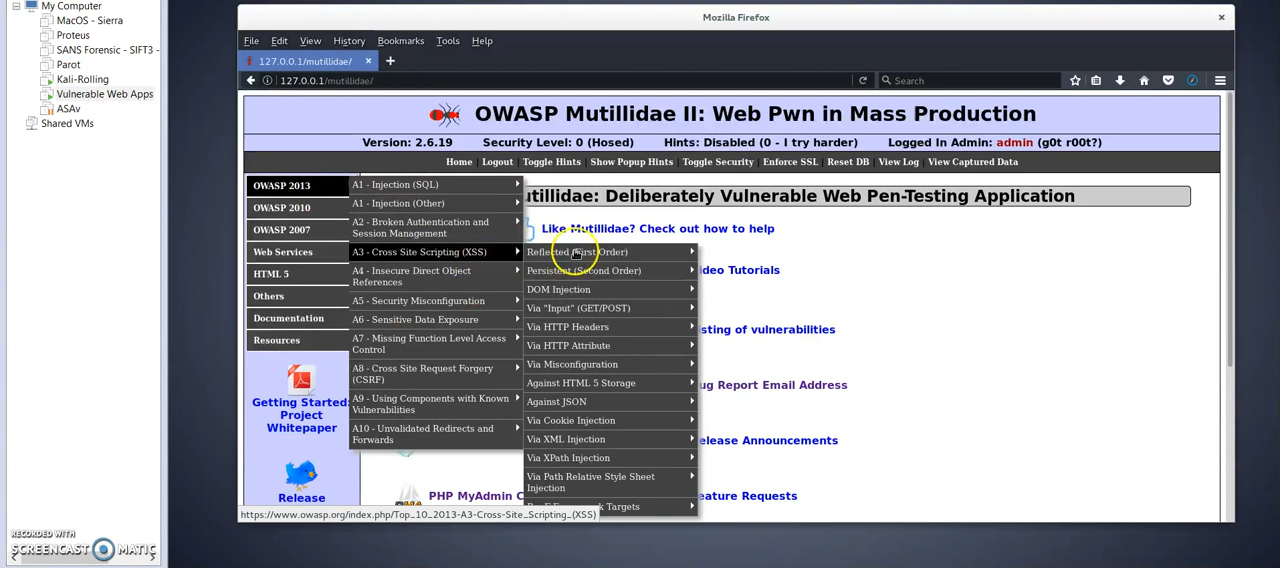 My Computer
MacOS - Sierra
Proteus
SANS Forensic - SIFT3 -
Parot
Kali-Rolling
Vulnerable Web Apps
ASAv
Shared VMs
Mozilla Firefox
File Edit View History Bookmarks Tools Help
127.0.0.1/mutillidae/
127.0.0.1/mutillidae/
Search
OWASP Mutillidae II: Web Pwn in Mass Production
Version: 2.6.19 Security Level: 0 (Hosed) Hints: Disabled (0 - I try harder) Logged In Admin: admin (g0t r00t?)
Home | Logout | Toggle Hints | Show Popup Hints | Toggle Security | Enforce SSL | Reset DB | View Log | View Captured Data
OWASP 2013
OWASP 2010
OWASP 2007
Web Services
HTML 5
Others
Documentation
Resources
Getting Started:
Project
Whitepaper
Release
A1 - Injection (SQL)
A1 - Injection (Other)
A2 - Broken Authentication and
Session Management
A3 - Cross Site Scripting (XSS)
A4 - Insecure Direct Object
References
A5 - Security Misconfiguration
A6 - Sensitive Data Exposure
A7 - Missing Function Level Access
Control
A8 - Cross Site Request Forgery
(CSRF)
A9 - Using Components with Known
Vulnerabilities
A10 - Unvalidated Redirects and
Forwards
Reflected (First Order)
Persistent (Second Order)
DOM Injection
Via "Input" (GET/POST)
Via HTTP Headers
Via HTTP Attribute
Via Misconfiguration
Against HTML 5 Storage
Against JSON
Via Cookie Injection
Via XML Injection
Via XPath Injection
Via Path Relative Style Sheet
Injection
Targets
utillidae: Deliberately Vulnerable Web Pen-Testing Application
Like Mutillidae? Check out how to help
ideo Tutorials
sting of vulnerabilities
ug Report Email Address
elease Announcements
PHP MyAdmin C
eature Requests
https://www.owasp.org/index.php/Top_10_2013-A3-Cross-Site_Scripting_(XSS)
RECORDED WITH
SCREENCAST MATIC